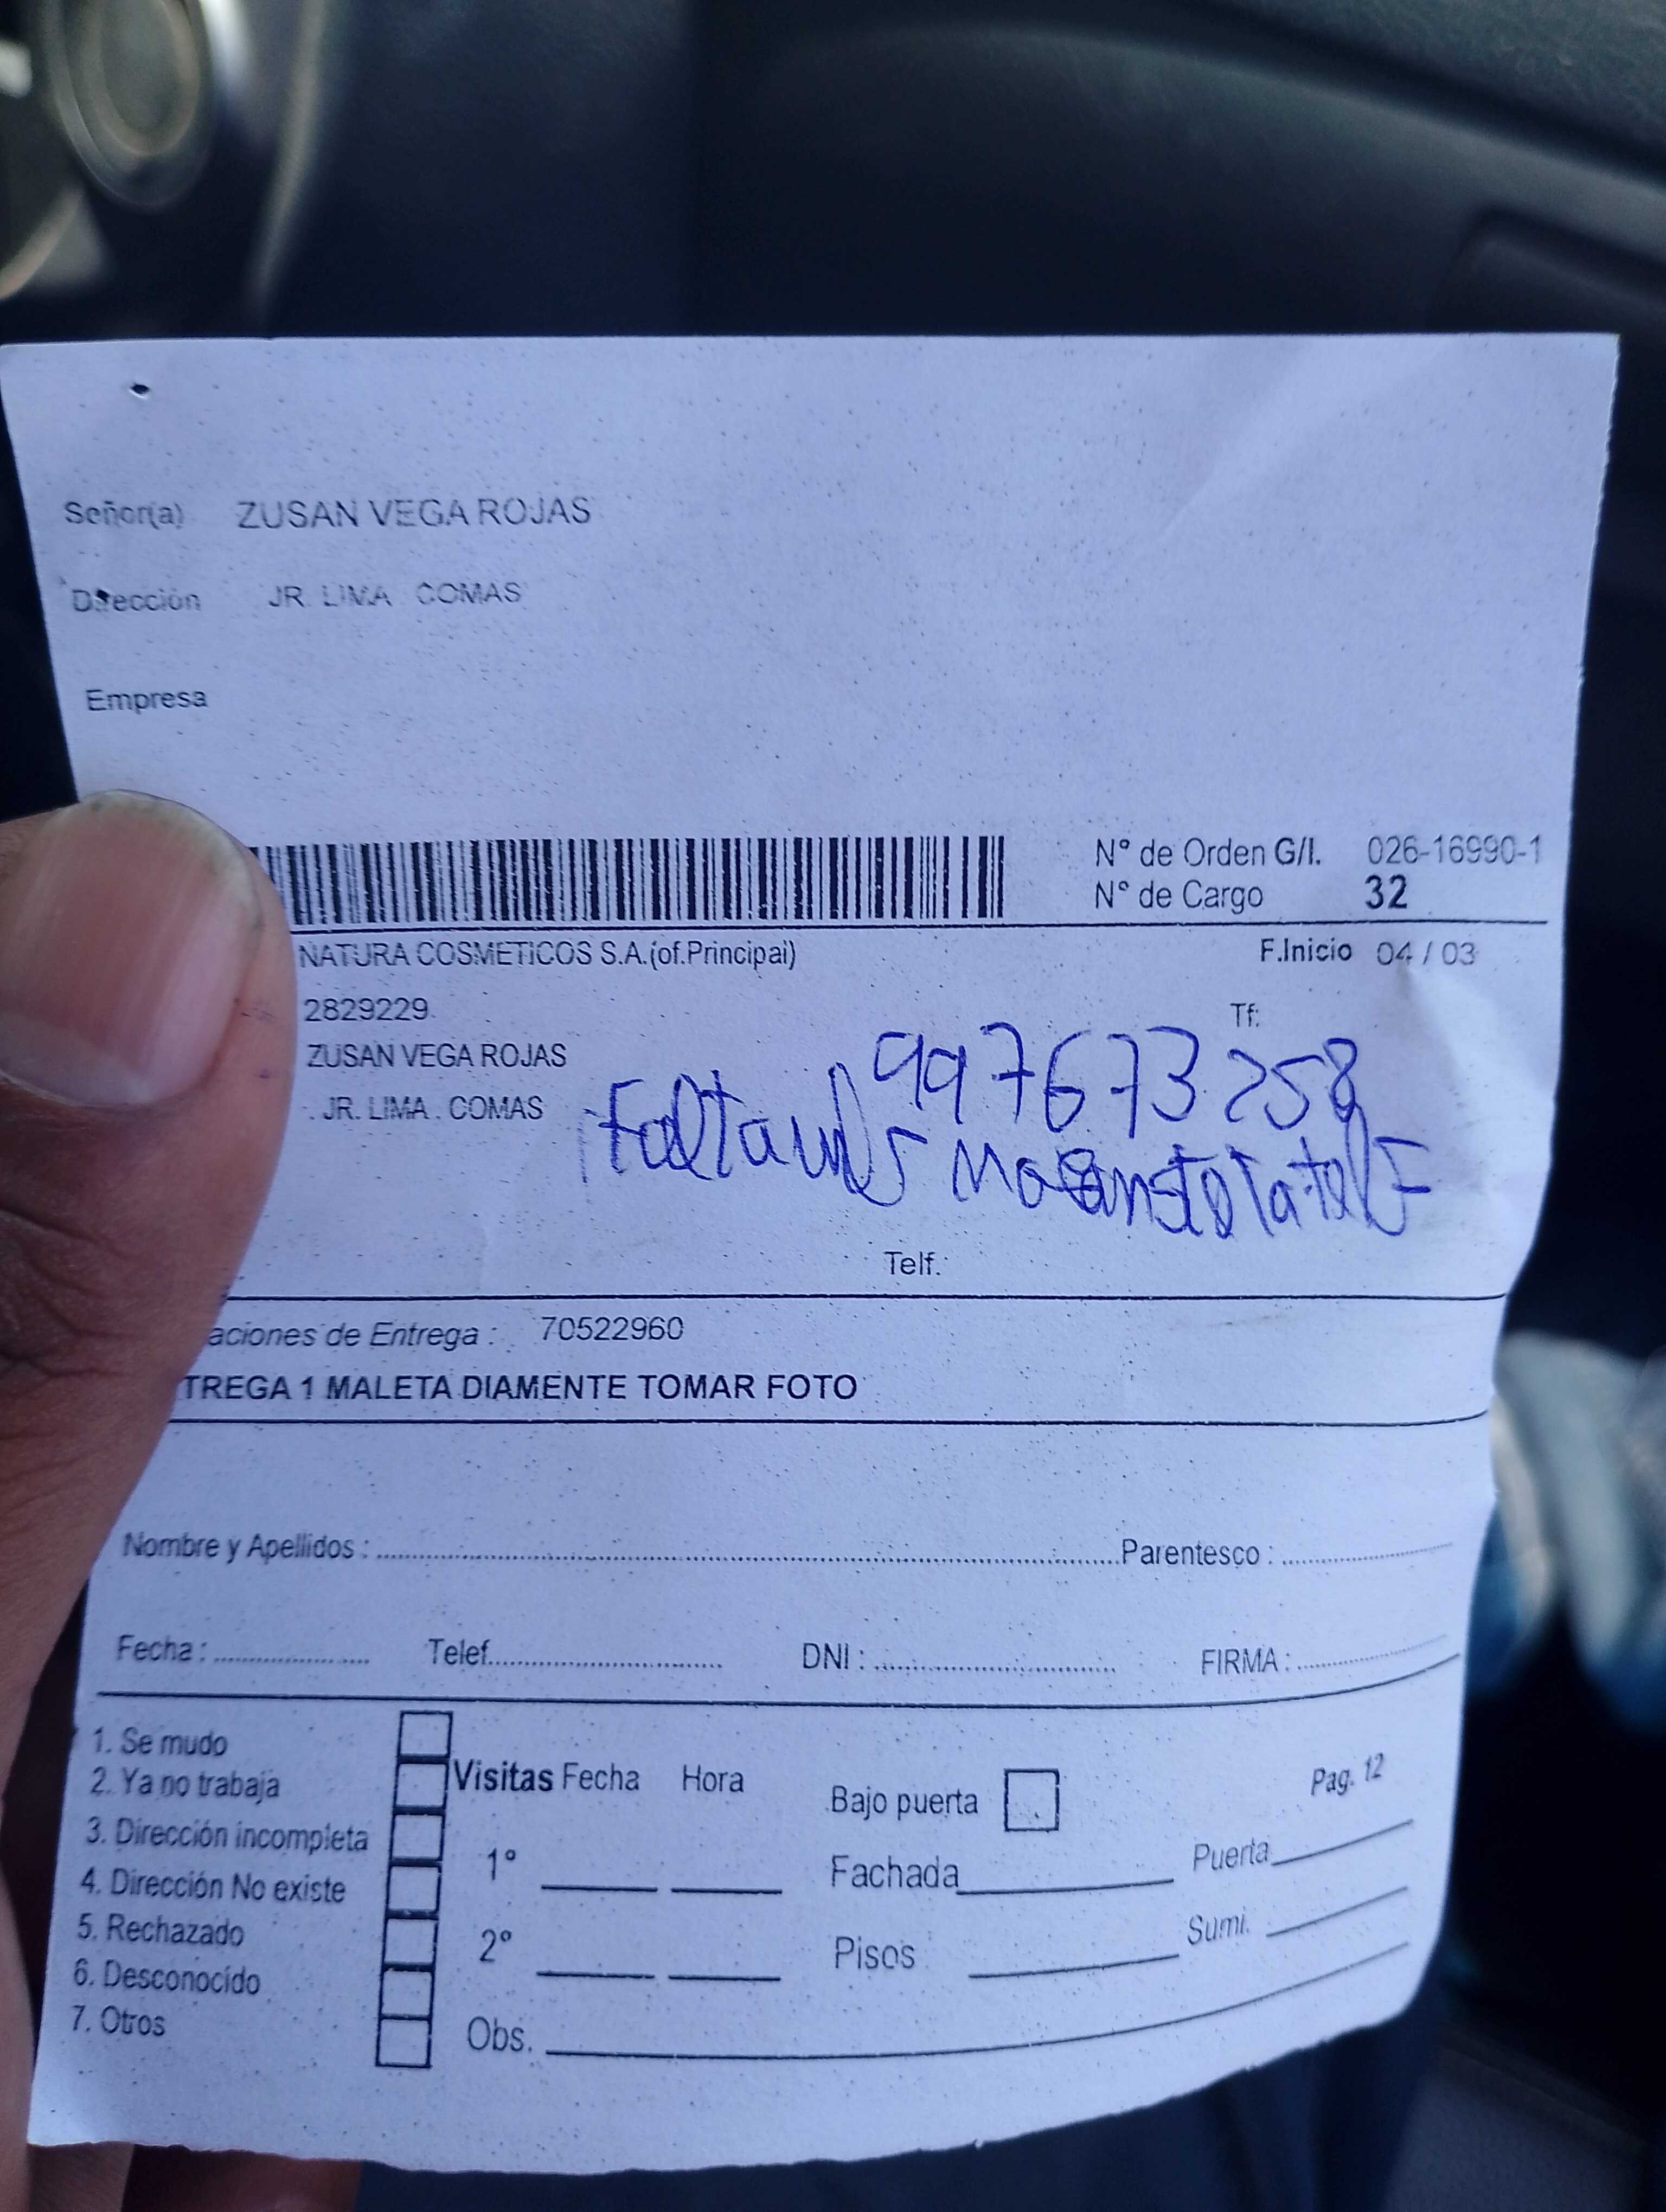 Señor(a) ZUSAN VEGA ROJAS
Dirección JR. LIMA COMAS
Empresa
N° de Orden G/I. 026-16990-1
N° de Cargo 32
NATURA COSMETICOS S.A.(of.Principal) F.Inicio 04 / 03
2829229 Tf:
997673258
ZUSAN VEGA ROJAS
. JR. LIMA . COMAS
Telf.:
aciones de Entrega : 70522960
TREGA 1 MALETA DIAMENTE TOMAR FOTO
Nombre y Apellidos : Parentesco :
Fecha : Telef. DNI : FIRMA :
1. Se mudo
2. Ya no trabaja
3. Dirección incompleta
4. Dirección No existe
5. Rechazado
6. Desconocido
7. Otros
Visitas Fecha Hora
1°
2°
Obs.
Bajo puerta
Fachada
Pisos
Pag. 12
Puerta
Sumi.